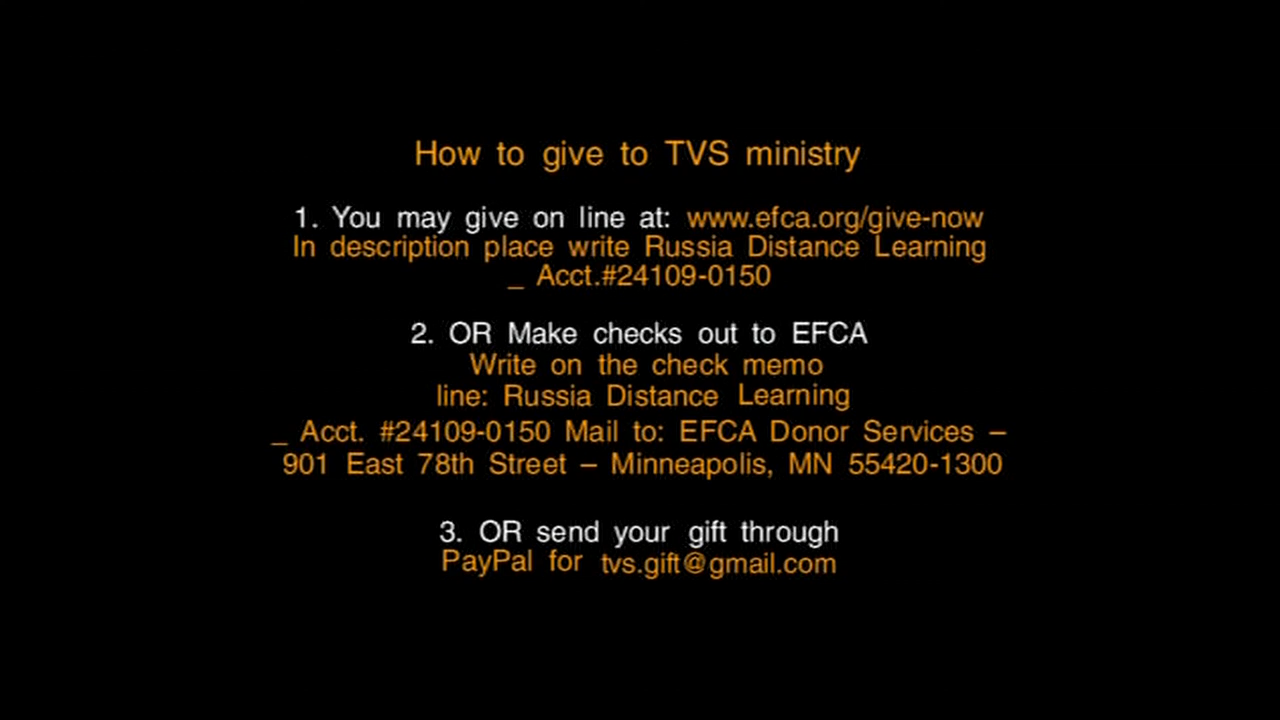 How to give to TVS ministry
1. You may give on line at: www.efca.org/give-now
In description place write Russia Distance Learning
_ Acct.#24109-0150
2. OR Make checks out to EFCA
Write on the check memo
line: Russia Distance Learning
_ Acct. #24109-0150 Mail to: EFCA Donor Services –
901 East 78th Street – Minneapolis, MN 55420-1300
3. OR send your gift through
PayPal for tvs.gift@gmail.com